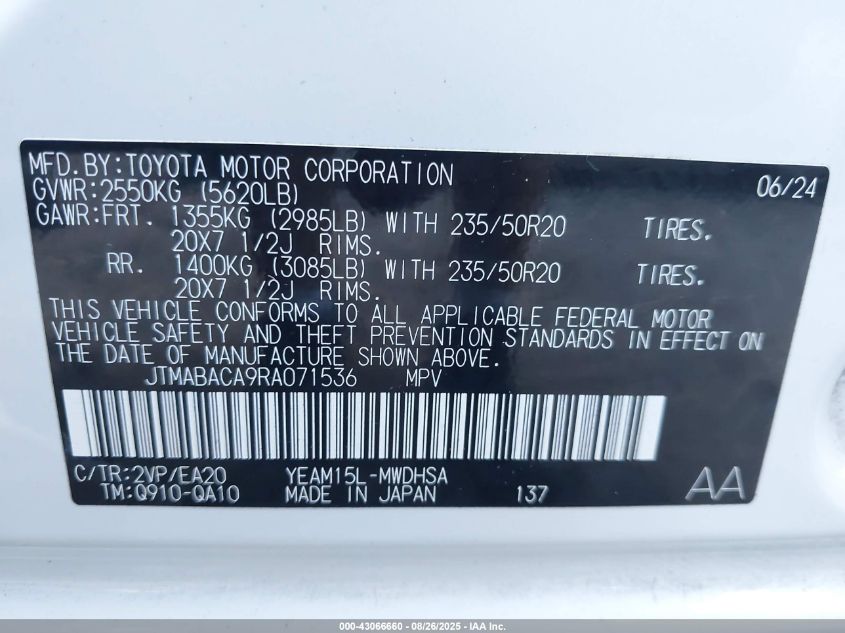 MFD.BY:TOYOTA MOTOR CORPORATION 06/24
GVWR:2550KG (5620LB)
GAWR:FRT. 1355KG (2985LB) WITH 235/50R20 TIRES.
20X7 1/2J RIMS.
RR. 1400KG (3085LB) WITH 235/50R20 TIRES.
20X7 1/2J RIMS.
THIS VEHICLE CONFORMS TO ALL APPLICABLE FEDERAL MOTOR
VEHICLE SAFETY AND THEFT PREVENTION STANDARDS IN EFFECT ON
THE DATE OF MANUFACTURE SHOWN ABOVE.
JTMABACA9RA071536 MPV
C/TR:2VP/EA20 YEAM15L-MWDHSA
TM:Q910-QA10 MADE IN JAPAN 137 AA
000-43066660 | 08/26/2025 - IAA Inc.